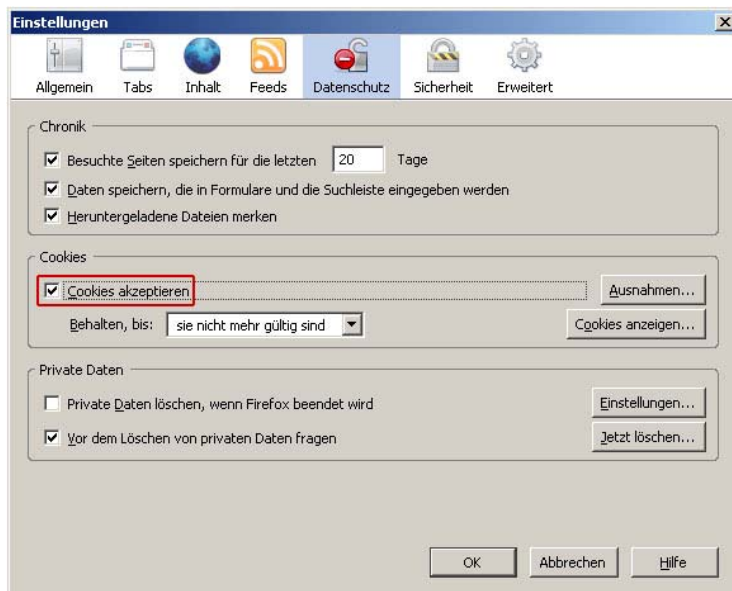 Einstellungen
Allgemein Tabs Inhalt Feeds Datenschutz Sicherheit Erweitert
Chronik
Besuchte Seiten speichern für die letzten 20 Tage
Daten speichern, die in Formulare und die Suchleiste eingegeben werden
Heruntergeladene Dateien merken
Cookies
Cookies akzeptieren Ausnahmen...
Behalten, bis: sie nicht mehr gültig sind Cookies anzeigen...
Private Daten
Private Daten löschen, wenn Firefox beendet wird Einstellungen...
Vor dem Löschen von privaten Daten fragen Jetzt löschen...
OK Abbrechen Hilfe